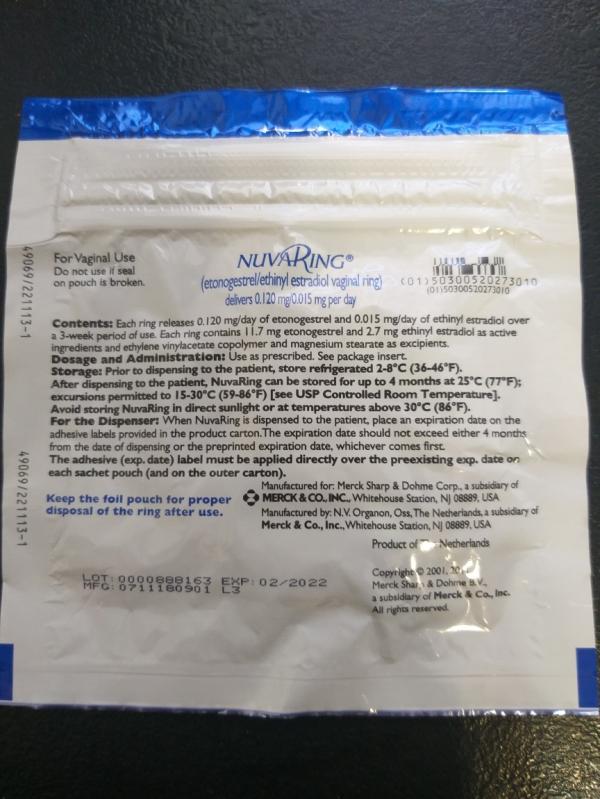 For Vaginal Use
Do not use if seal
on pouch is broken.
NUVARING®
(etonogestrel/ethinyl estradiol vaginal ring)
delivers 0.120 mg/0.015 mg per day
(01)50300520273010
(01)50300520273010
49069/221113-1
Contents: Each ring releases 0.120 mg/day of etonogestrel and 0.015 mg/day of ethinyl estradiol over
a 3-week period of use. Each ring contains 11.7 mg etonogestrel and 2.7 mg ethinyl estradiol as active
ingredients and ethylene vinylacetate copolymer and magnesium stearate as excipients.
Dosage and Administration: Use as prescribed. See package insert.
Storage: Prior to dispensing to the patient, store refrigerated 2-8°C (36-46°F).
After dispensing to the patient, NuvaRing can be stored for up to 4 months at 25°C (77°F);
excursions permitted to 15-30°C (59-86°F) [see USP Controlled Room Temperature].
Avoid storing NuvaRing in direct sunlight or at temperatures above 30°C (86°F).
For the Dispenser: When NuvaRing is dispensed to the patient, place an expiration date on the
adhesive labels provided in the product carton. The expiration date should not exceed either 4 months
from the date of dispensing or the preprinted expiration date, whichever comes first.
The adhesive (exp. date) label must be applied directly over the preexisting exp. date on
each sachet pouch (and on the outer carton).
49069/221113-1
Keep the foil pouch for proper
disposal of the ring after use.
Manufactured for: Merck Sharp & Dohme Corp., a subsidiary of
MERCK & CO., INC., Whitehouse Station, NJ 08889, USA
Manufactured by: N.V. Organon, Oss, The Netherlands, a subsidiary of
Merck & Co., Inc., Whitehouse Station, NJ 08889, USA
Product of The Netherlands
LOT: 0000888163 EXP: 02/2022
MFG: 0711180901 L3
Copyright © 2001,
Merck Sharp & Dohme B.V.,
a subsidiary of Merck & Co., Inc.
All rights reserved.